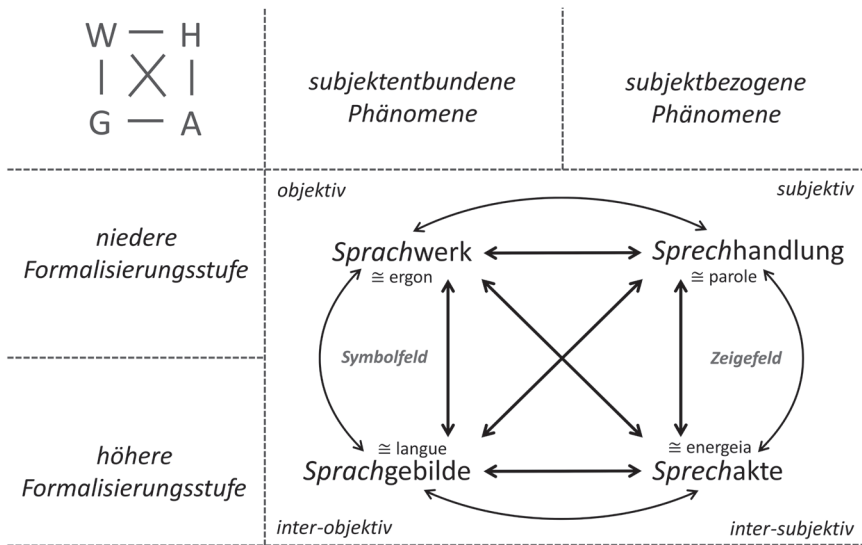 W H
G A
subjektentbundene
Phänomene
subjektbezogene
Phänomene
niedere
Formalisierungsstufe
höhere
Formalisierungsstufe
objektiv
subjektiv
Sprachwerk
≅ ergon
Sprechhandlung
≅ parole
Symbolfeld
Zeigefeld
≅ langue
Sprachgebilde
≅ energeia
Sprechakte
inter-objektiv
inter-subjektiv